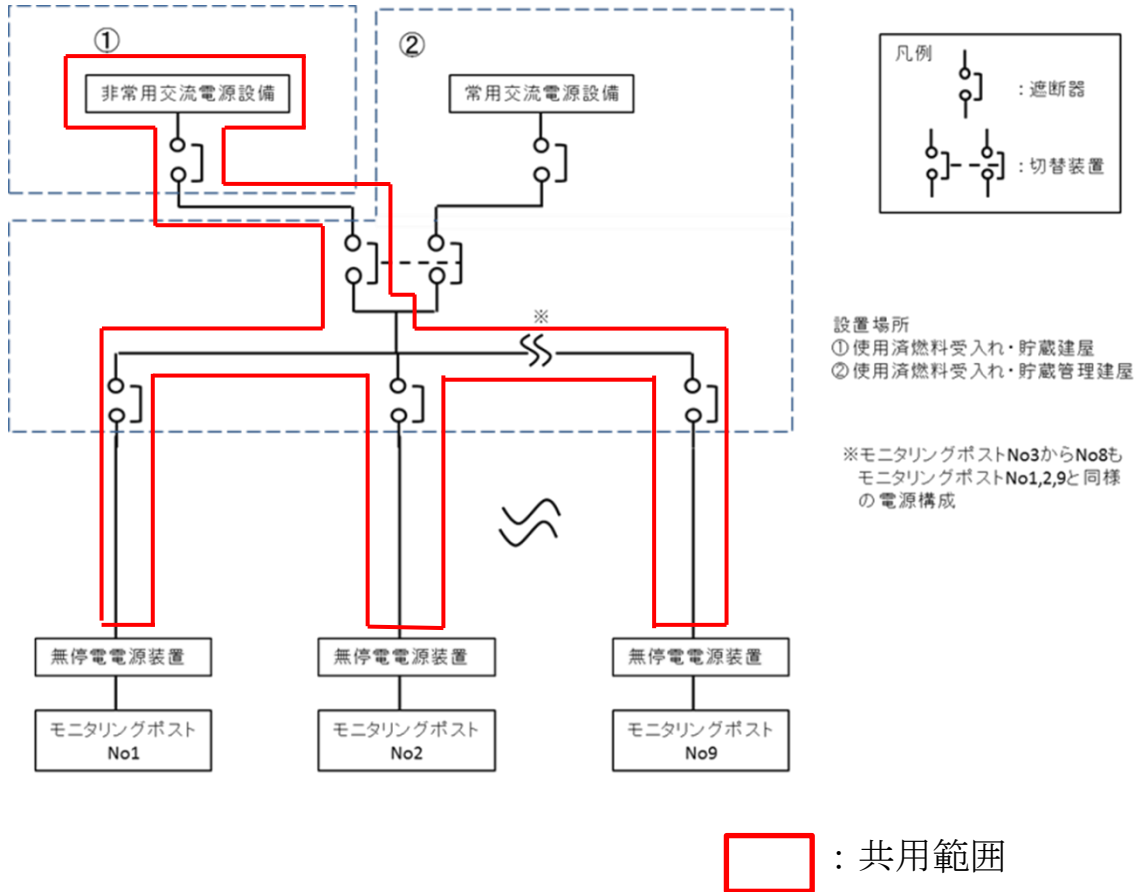 ①
②
非常用交流電源設備
常用交流電源設備
凡例
：遮断器
：切替装置
※
設置場所
①使用済燃料受入れ・貯蔵建屋
②使用済燃料受入れ・貯蔵管理建屋
※モニタリングポストNo3からNo8も
モニタリングポストNo1,2,9と同様
の電源構成
無停電電源装置
無停電電源装置
無停電電源装置
モニタリングポスト
No1
モニタリングポスト
No2
モニタリングポスト
No9
：共用範囲